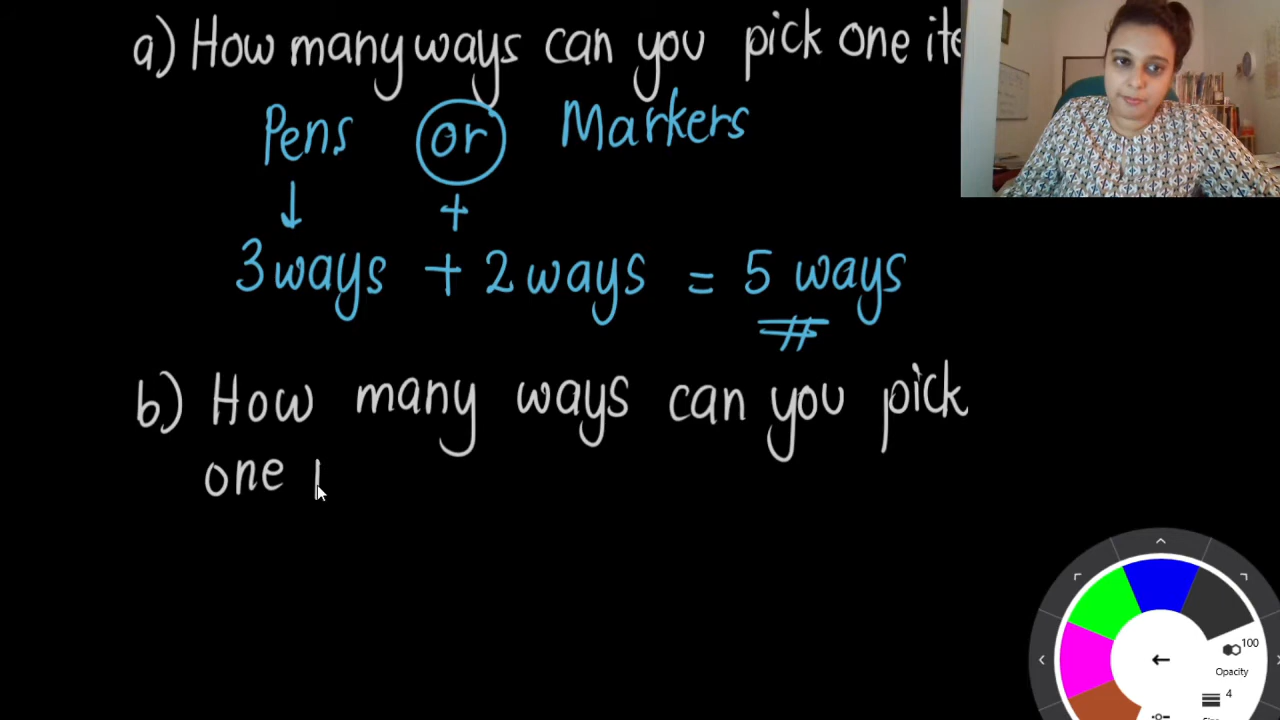 a) How many ways can you pick one ite
Pens or Markers
+
3 ways + 2 ways = 5 ways
b) How many ways can you pick
one
100
Opacity
4